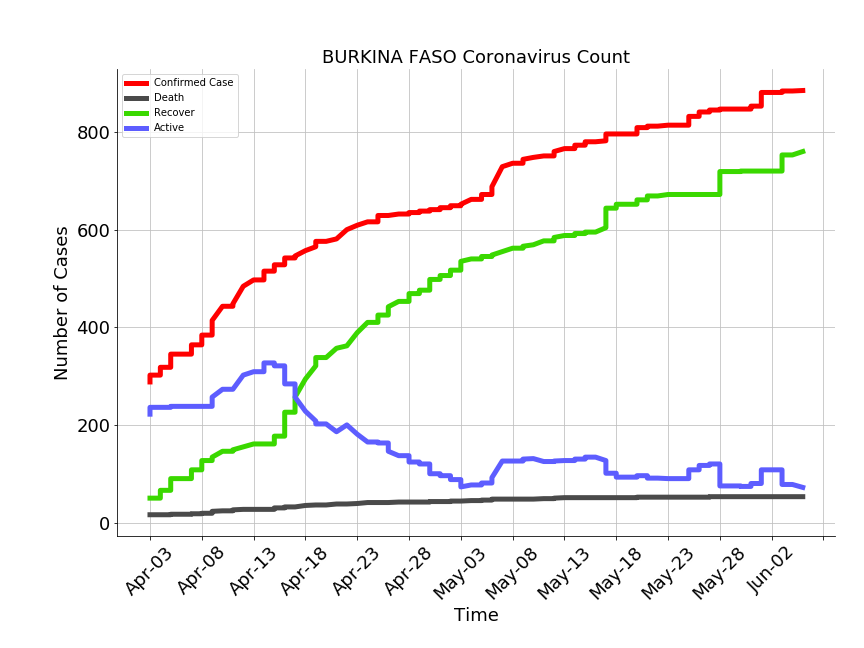 BURKINA FASO Coronavirus Count
Confirmed Case
Death
Recover
Active
Number of Cases
800
600
400
200
0
Apr-03
Apr-08
Apr-13
Apr-18
Apr-23
Apr-28
May-03
May-08
May-13
May-18
May-23
May-28
Jun-02
Time